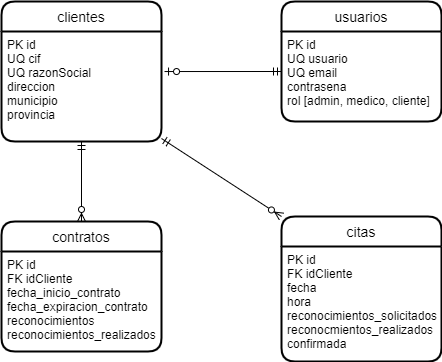 clientes
PK id
UQ cif
UQ razonSocial
direccion
municipio
provincia
usuarios
PK id
UQ usuario
UQ email
contrasena
rol [admin, medico, cliente]
contratos
PK id
FK idCliente
fecha_inicio_contrato
fecha_expiracion_contrato
reconocimientos
reconocimientos_realizados
citas
PK id
FK idCliente
fecha
hora
reconocimientos_solicitados
reconocmientos_realizados
confirmada